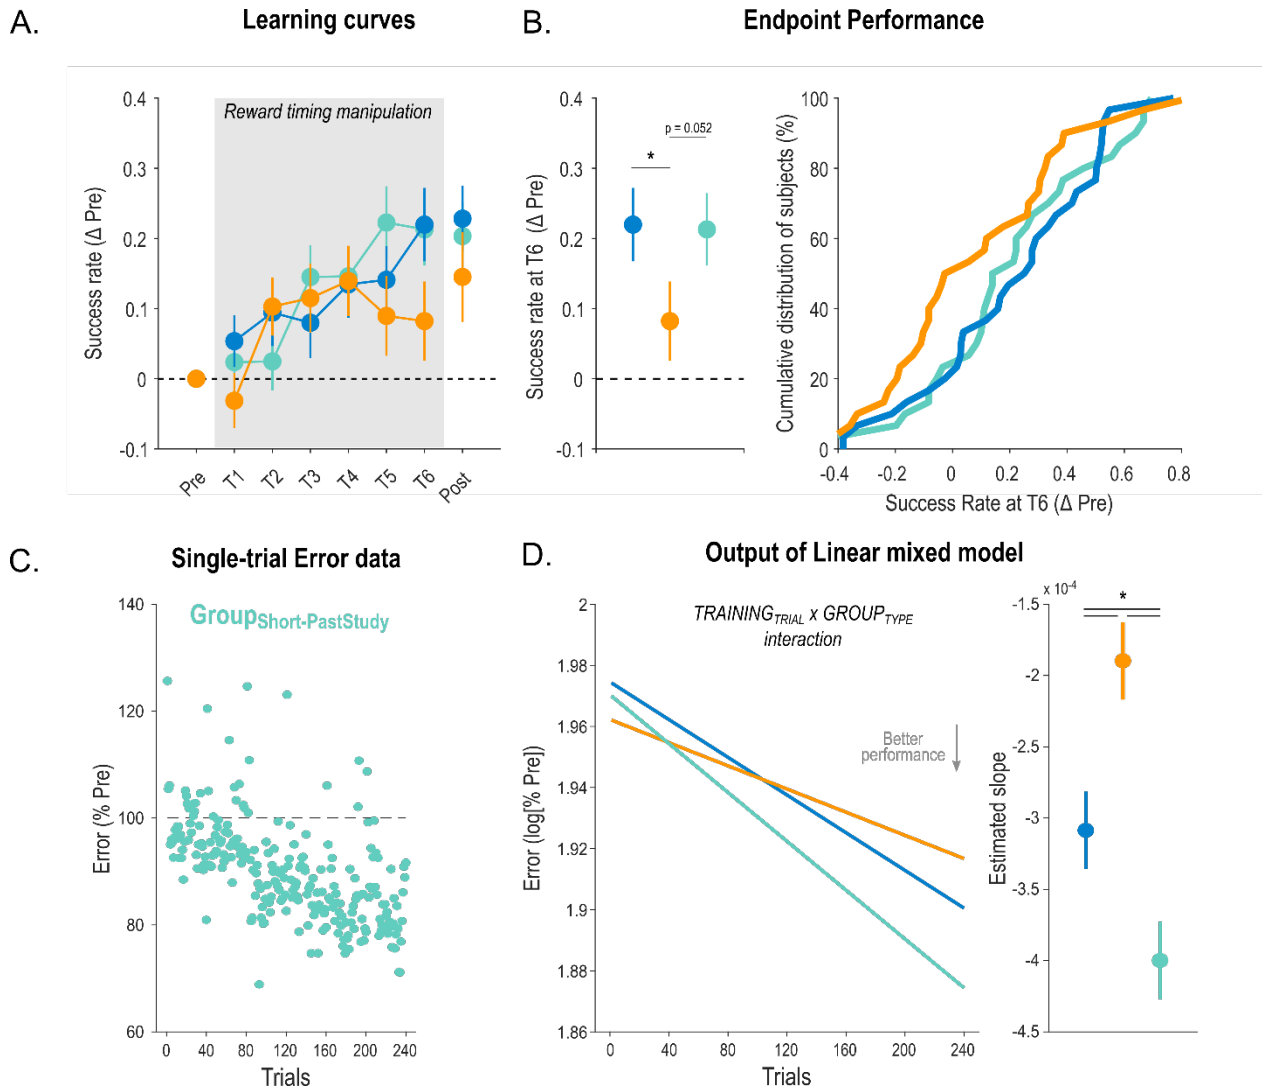 A.
Learning curves
Success rate (Δ Pre)
0.4
0.3
0.2
0.1
0
-0.1
Reward timing manipulation
Pre
T1
T2
T3
T4
T5
T6
Post
B.
Endpoint Performance
Success rate at T6 (Δ Pre)
0.4
0.3
0.2
0.1
0
-0.1
p = 0.052
*
Cumulative distribution of subjects (%)
100
80
60
40
20
0
-0.4
-0.2
0
0.2
0.4
0.6
0.8
Success Rate at T6 (Δ Pre)
C.
Single-trial Error data
Group Short-PastStudy
Error (% Pre)
140
120
100
80
60
0
40
80
120
160
200
240
Trials
D.
Output of Linear mixed model
TRAINING TRIAL x GROUP TYPE
interaction
Error (log[% Pre])
2
1.98
1.96
1.94
1.92
1.9
1.88
1.86
Better
performance
0
40
80
120
160
200
240
Trials
Estimated slope
x 10-4
-1.5
-2
-2.5
-3
-3.5
-4
-4.5
*